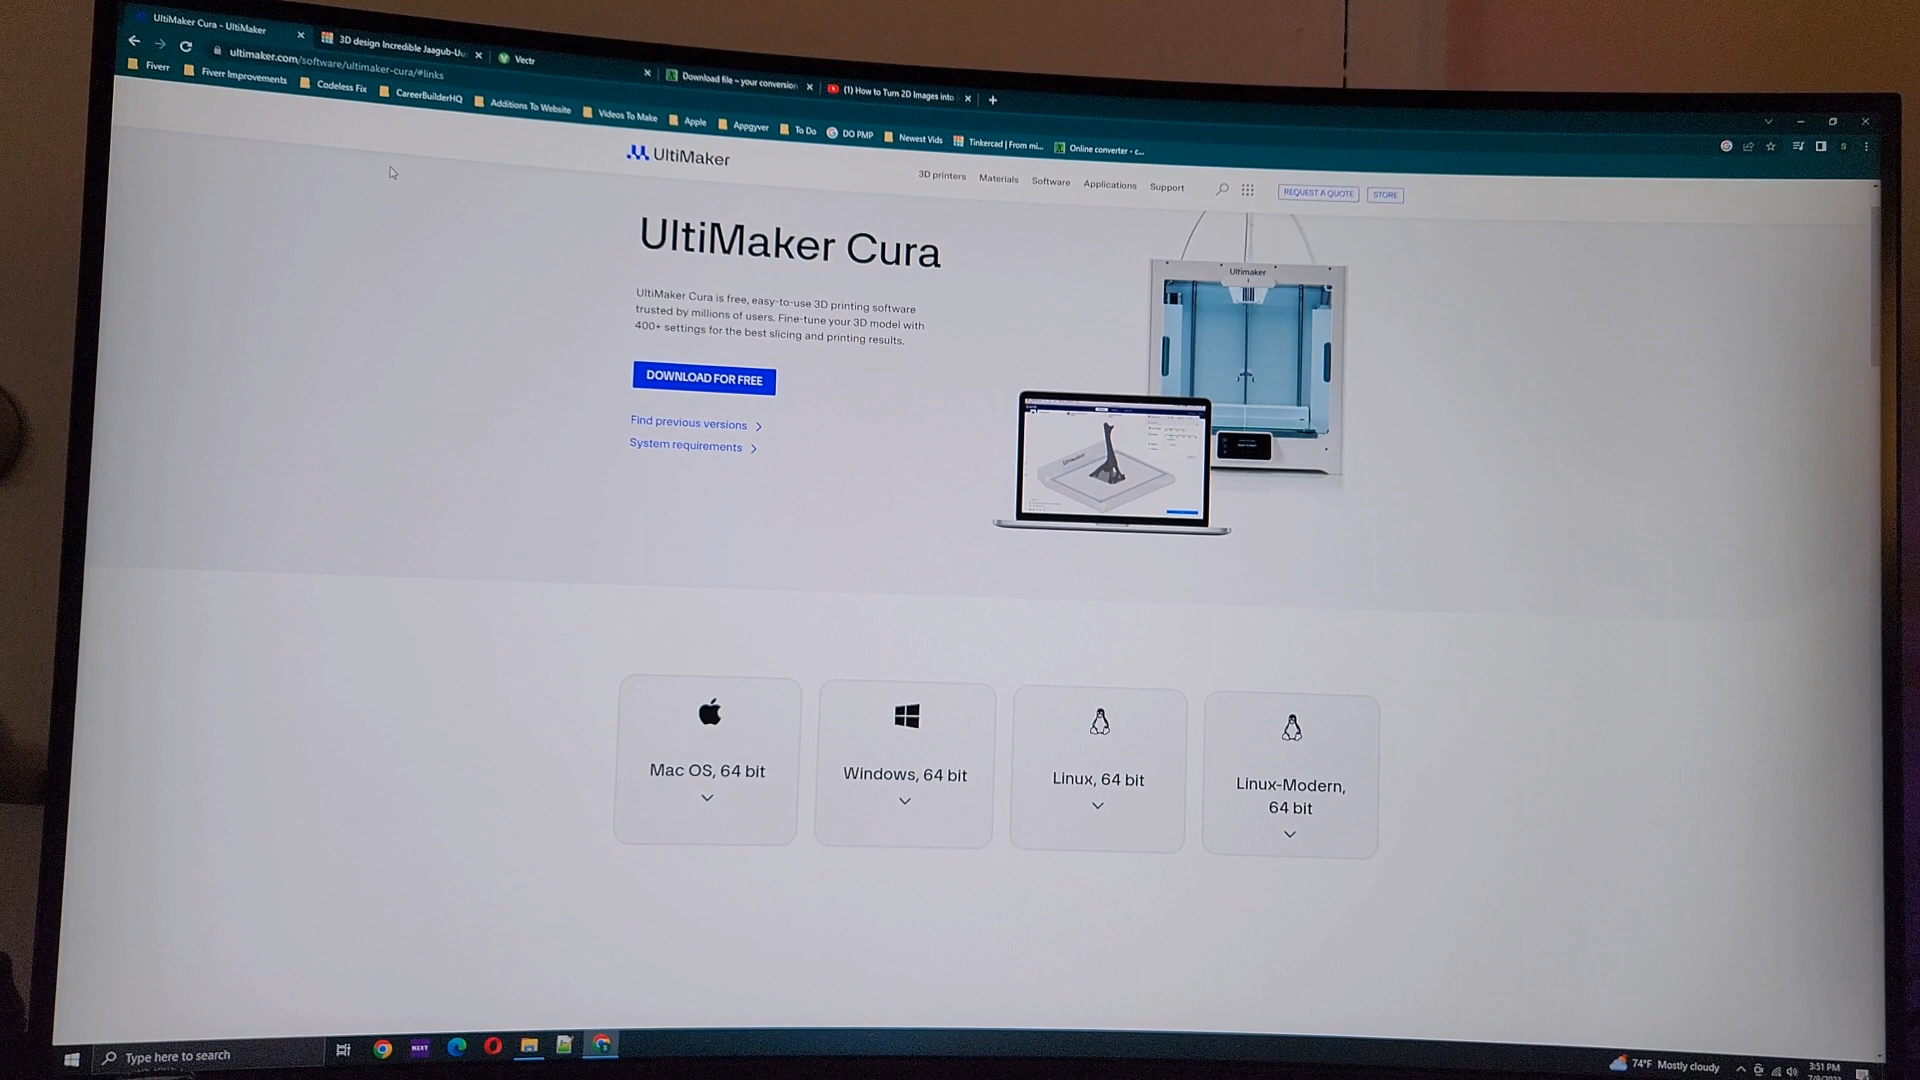 UltiMaker Cura - UltiMaker
3D design Incredible Jaagub-Uu
Vectr
Download file – your conversion
(1) How to Turn 2D Images into
ultimaker.com/software/ultimaker-cura/#links
Fiverr
Fiverr Improvements
Codeless Fix
CareerBuilderHQ
Additions To Website
Videos To Make
Apple
Appgyver
To Do
DO PMP
Newest Vids
Tinkercad | From mi...
Online converter - c...
S
UltiMaker
3D printers
Materials
Software
Applications
Support
REQUEST A QUOTE
STORE
UltiMaker Cura
UltiMaker Cura is free, easy-to-use 3D printing software
trusted by millions of users. Fine-tune your 3D model with
400+ settings for the best slicing and printing results.
DOWNLOAD FOR FREE
Find previous versions
System requirements
Ultimaker
Ultimaker
Mac OS, 64 bit
Windows, 64 bit
Linux, 64 bit
Linux-Modern,
64 bit
Type here to search
NEXT
74°F Mostly cloudy
3:51 PM